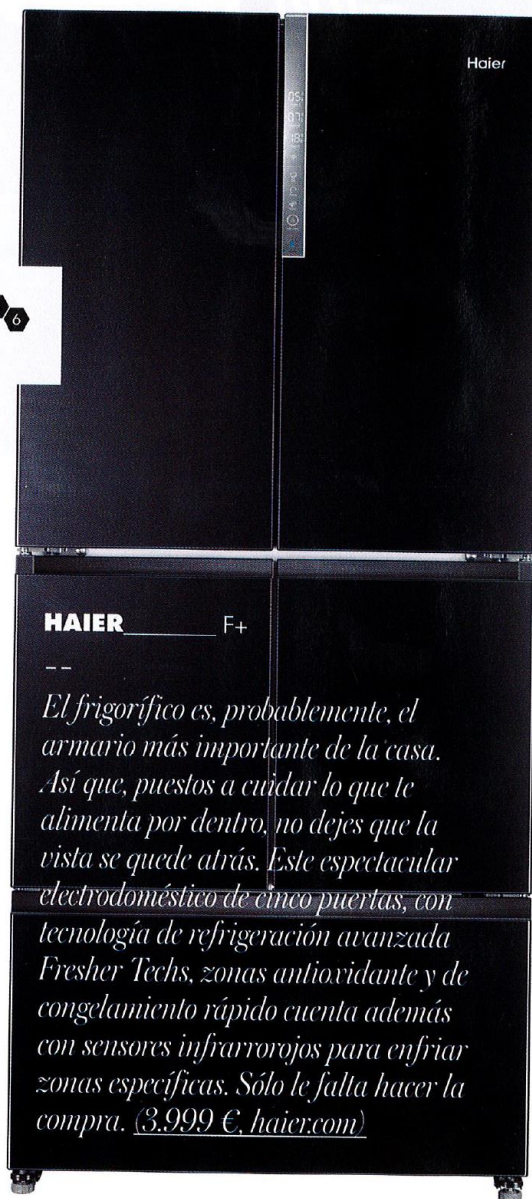 Haier
6
HAIER________ F+
--
El frigorífico es, probablemente, el
armario más importante de la casa.
Así que, puestos a cuidar lo que te
alimenta por dentro, no dejes que la
vista se quede atrás. Este espectacular
electrodoméstico de cinco puertas, con
tecnología de refrigeración avanzada
Fresher Techs, zonas antioxidante y de
congelamiento rápido cuenta además
con sensores infrarrorojos para enfriar
zonas específicas. Sólo le falta hacer la
compra. (3.999 €, haier.com)